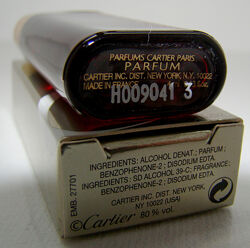 PARFUMS CARTIER PARIS
PARFUM
CARTIER INC. DIST. NEW YORK, N.Y. 10022
MADE IN FRANCE
H009041 3
INGREDIENTS: ALCOHOL DENAT.; PARFUM;
BENZOPHENONE-2; DISODIUM EDTA.
INGREDIENTS: SD ALCOHOL 39-C; FRAGRANCE;
BENZOPHENONE-2; DISODIUM EDTA.
CARTIER INC. DIST. NEW YORK,
NY 10022 (USA)
©Cartier 80 % vol.
EMB. 27701